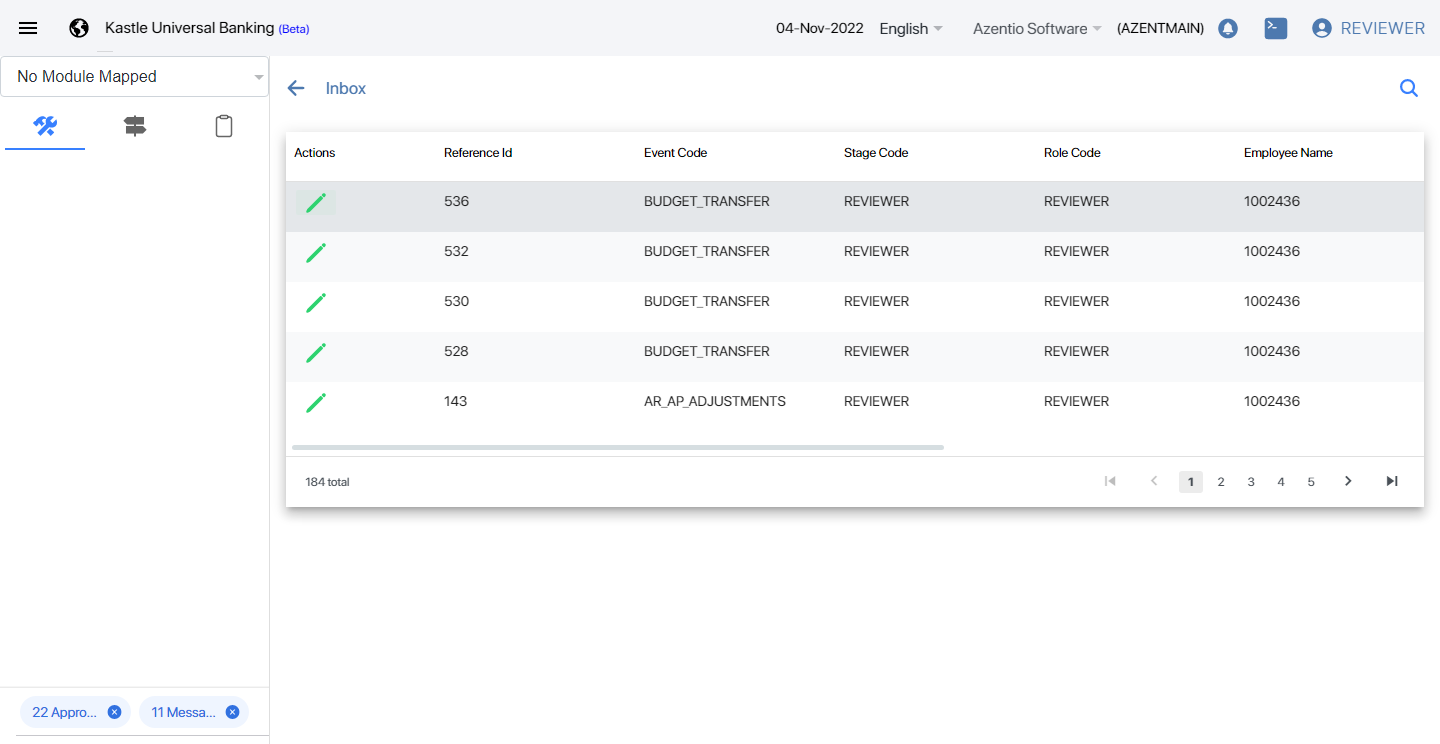 Kastle Universal Banking (Beta)
04-Nov-2022 English Azentio Software (AZENTMAIN) REVIEWER
No Module Mapped
Inbox
Actions Reference Id Event Code Stage Code Role Code Employee Name
536 BUDGET_TRANSFER REVIEWER REVIEWER 1002436
532 BUDGET_TRANSFER REVIEWER REVIEWER 1002436
530 BUDGET_TRANSFER REVIEWER REVIEWER 1002436
528 BUDGET_TRANSFER REVIEWER REVIEWER 1002436
143 AR_AP_ADJUSTMENTS REVIEWER REVIEWER 1002436
184 total 1 2 3 4 5
22 Appro... 11 Messa...